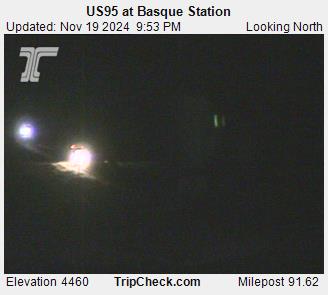 US95 at Basque Station
Updated: Nov 19 2024 9:53 PM Looking North
Elevation 4460 TripCheck.com Milepost 91.62